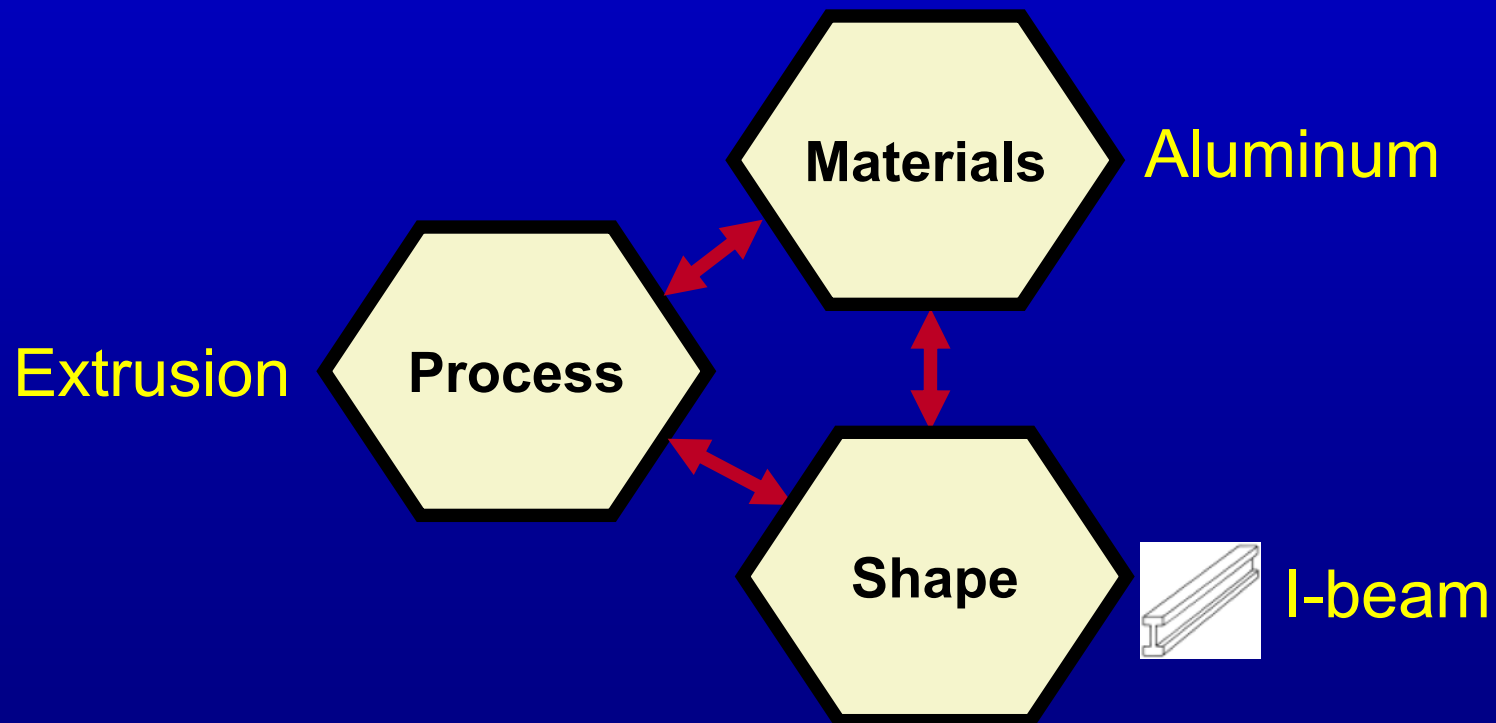 Materials
Aluminum
Extrusion
Process
Shape
I-beam